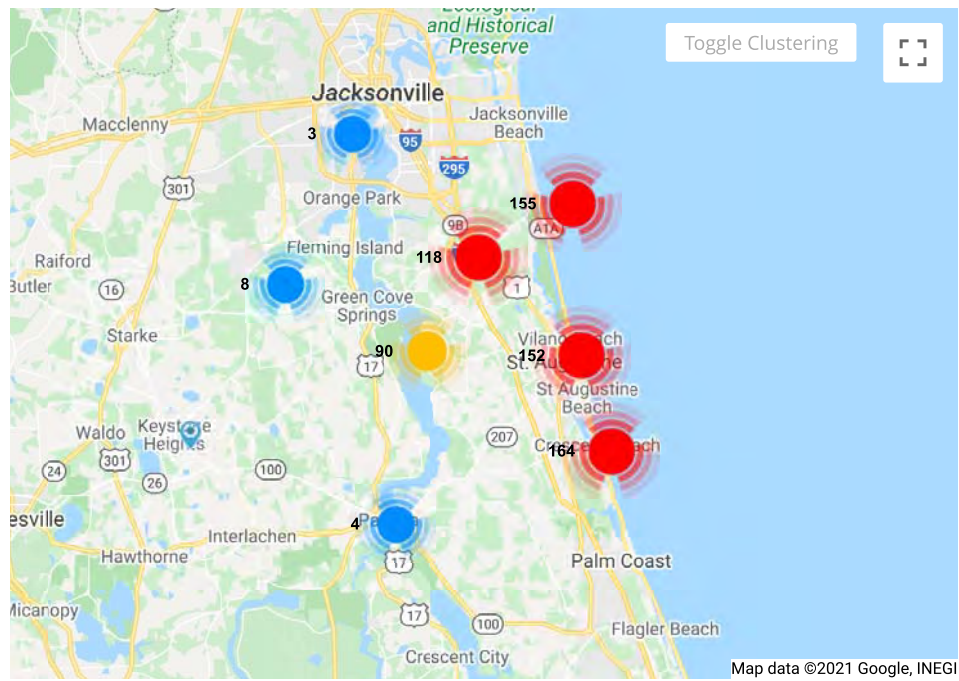 Ecological
and Historical
Preserve
Toggle Clustering
Jacksonville
Jacksonville
Beach
Macclenny
3
95
295
301
Orange Park
155
9B
A1A
Fleming Island
118
Raiford
8
Butler
16
Green Cove
Springs
1
Starke
90
17
152
St. Augustine
St Augustine
Beach
Waldo
Keystone
Heights
207
164
301
24
26
100
esville
4
Interlachen
Hawthorne
17
Palm Coast
Micanopy
17
100
Flagler Beach
Crescent City
Map data ©2021 Google, INEGI